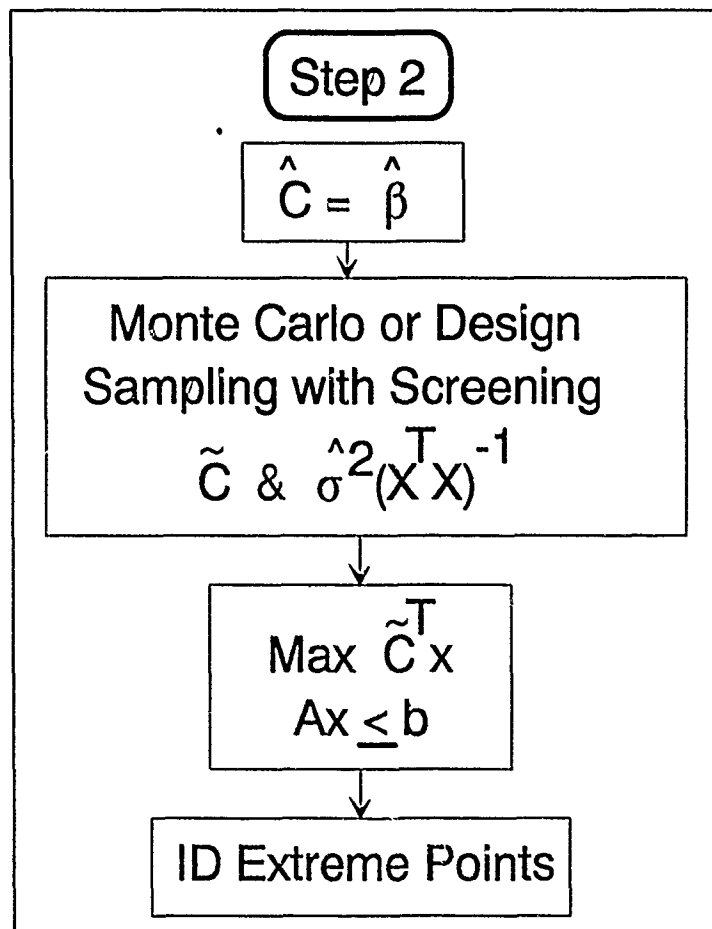 Step 2
Ĉ = β̂
Monte Carlo or Design
Sampling with Screening
C̃ & σ̂²(XᵀX)⁻¹
Max C̃ᵀx
Ax ≤ b
ID Extreme Points